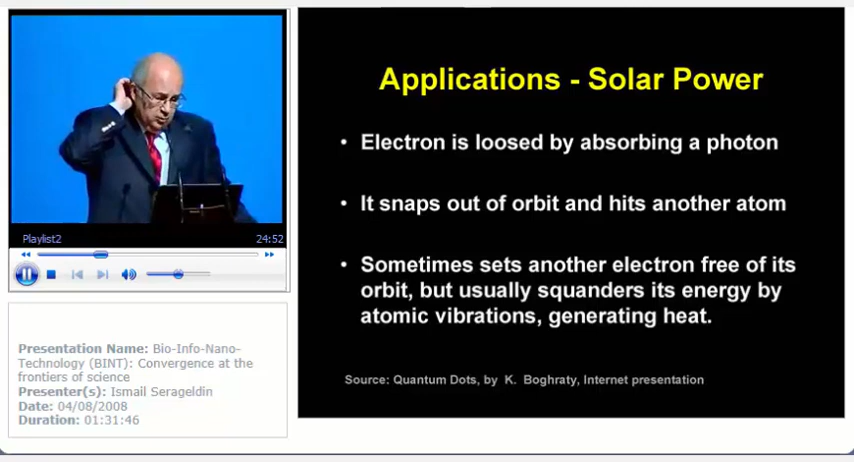 Playlist2
24:52
Presentation Name: Bio-Info-Nano-
Technology (BINT): Convergence at the
frontiers of science
Presenter(s): Ismail Serageldin
Date: 04/08/2008
Duration: 01:31:46
Applications - Solar Power
• Electron is loosed by absorbing a photon
• It snaps out of orbit and hits another atom
• Sometimes sets another electron free of its
orbit, but usually squanders its energy by
atomic vibrations, generating heat.
Source: Quantum Dots, by K. Boghraty, Internet presentation